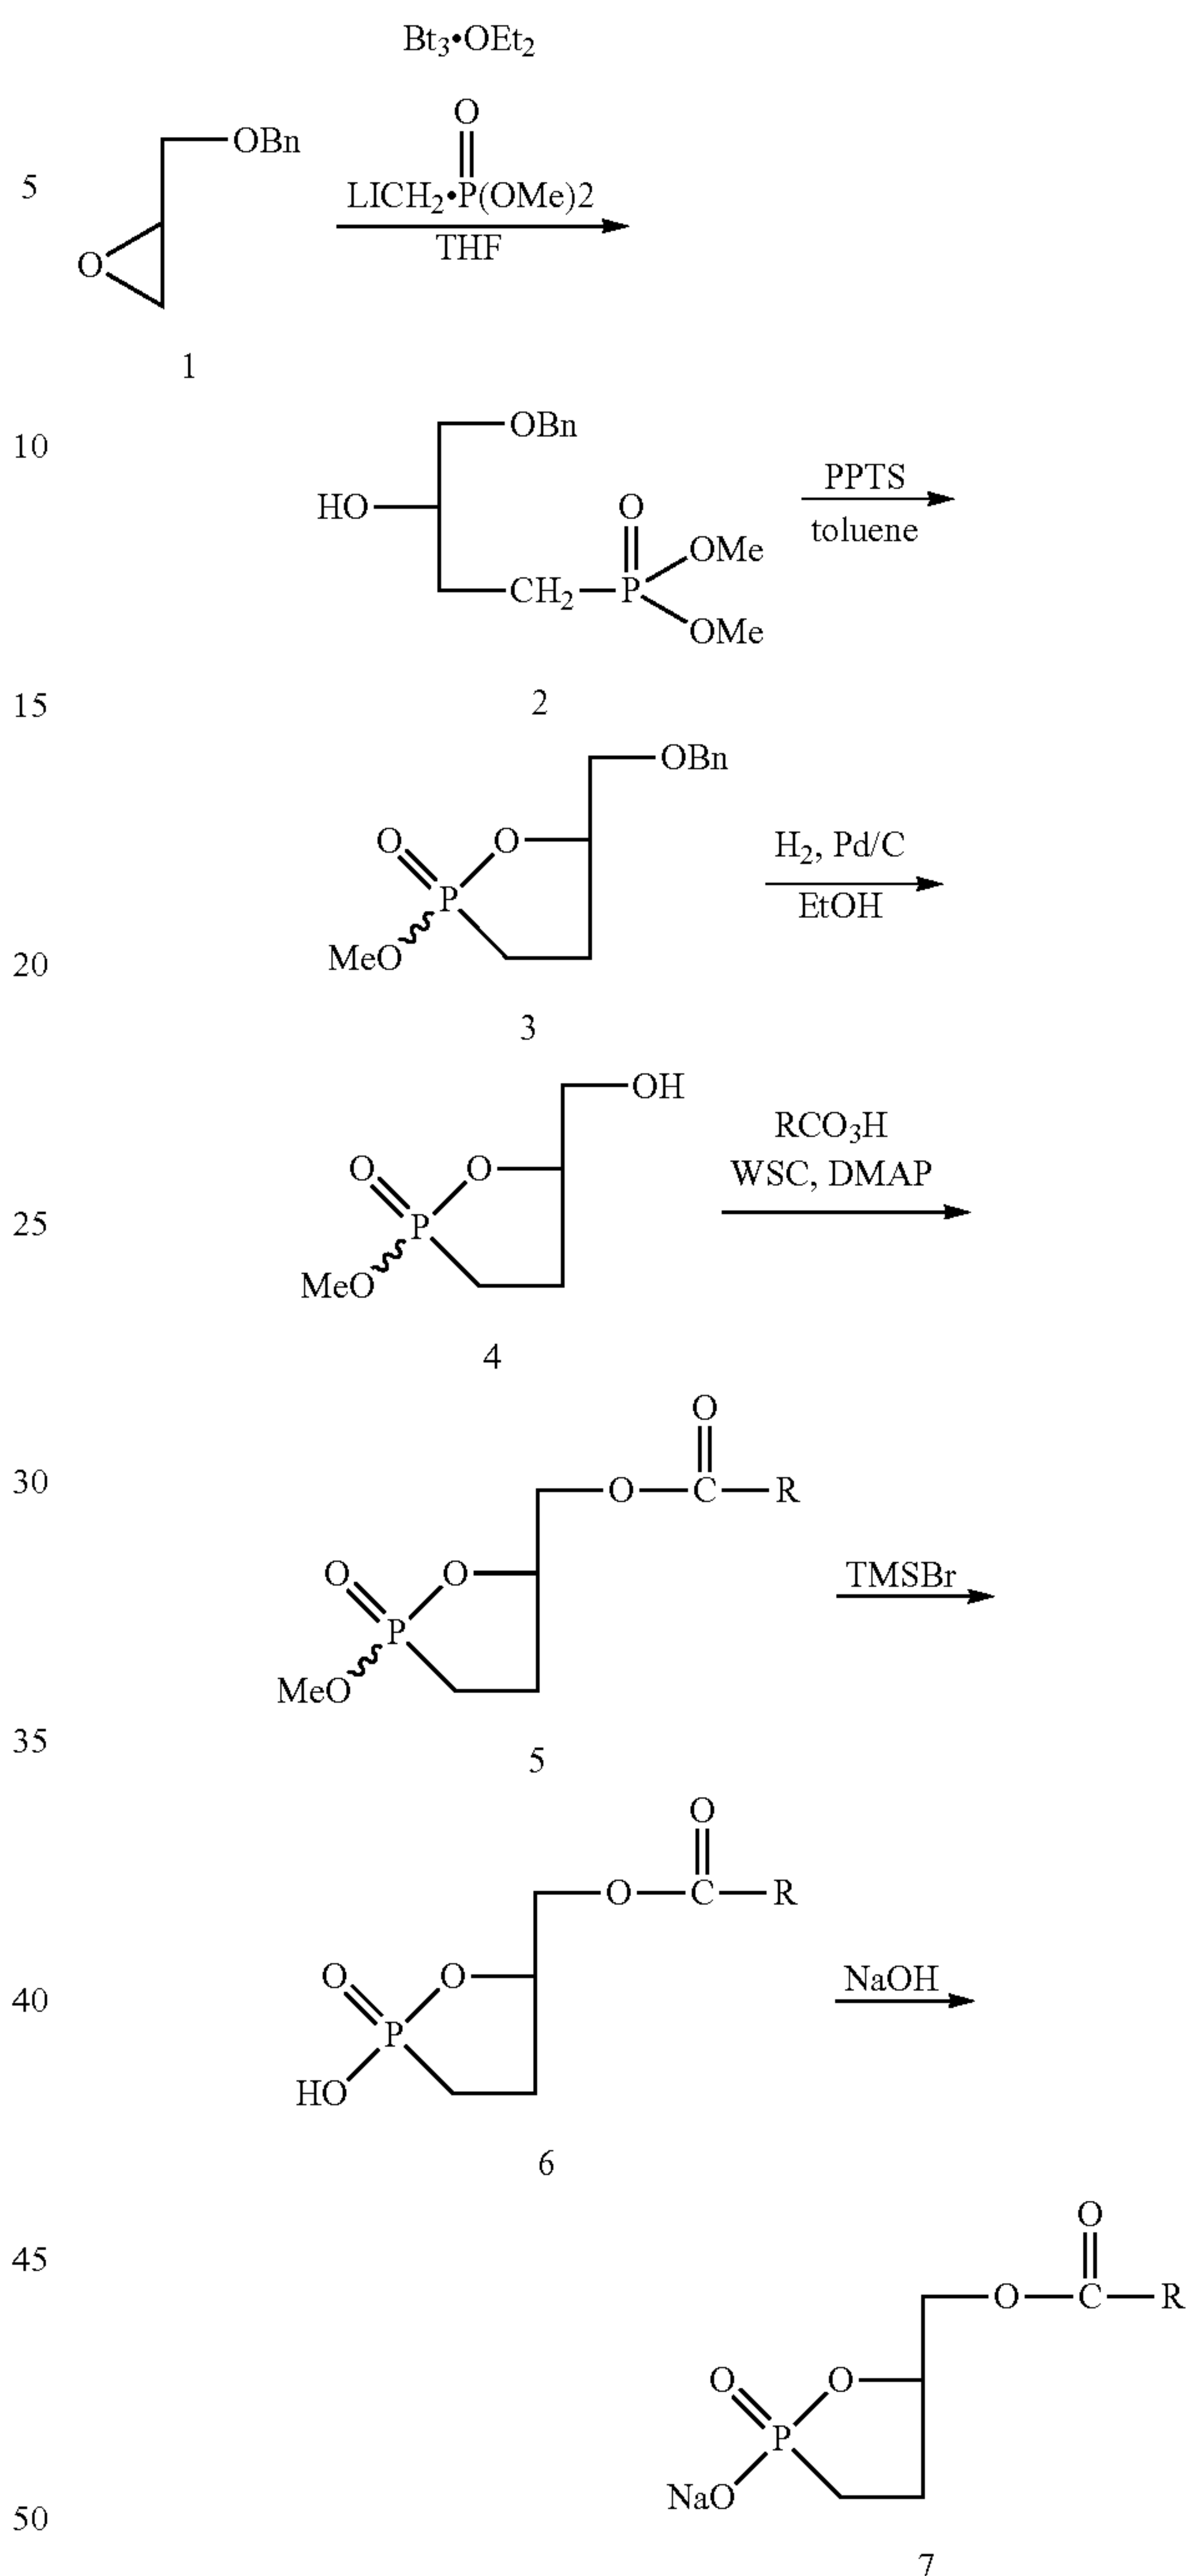 Bt₃•OEt₂
O
OBn
5
LICH₂•P(OMe)2
THF
O
1
OBn
10
HO
O
PPTS
toluene
OMe
CH₂
P
OMe
15
2
OBn
O
O
H₂, Pd/C
EtOH
P
MeO
20
3
OH
O
O
RCO₃H
WSC, DMAP
25
P
MeO
4
O
30
O
C
R
O
O
TMSBr
P
MeO
35
5
O
O
C
R
O
O
NaOH
40
P
HO
6
O
45
O
C
R
O
O
P
NaO
50
7